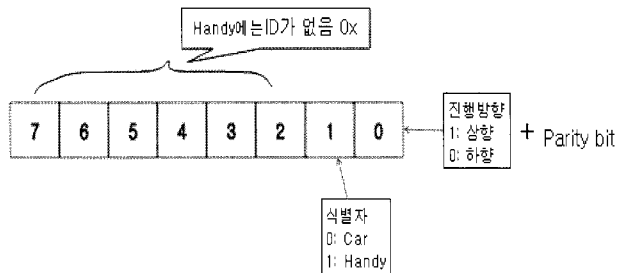 Handy에는ID가 없음 0x
7 6 5 4 3 2 1 0
진행방향
1: 상향
0: 하향
+ Parity bit
식별자
0: Car
1: Handy